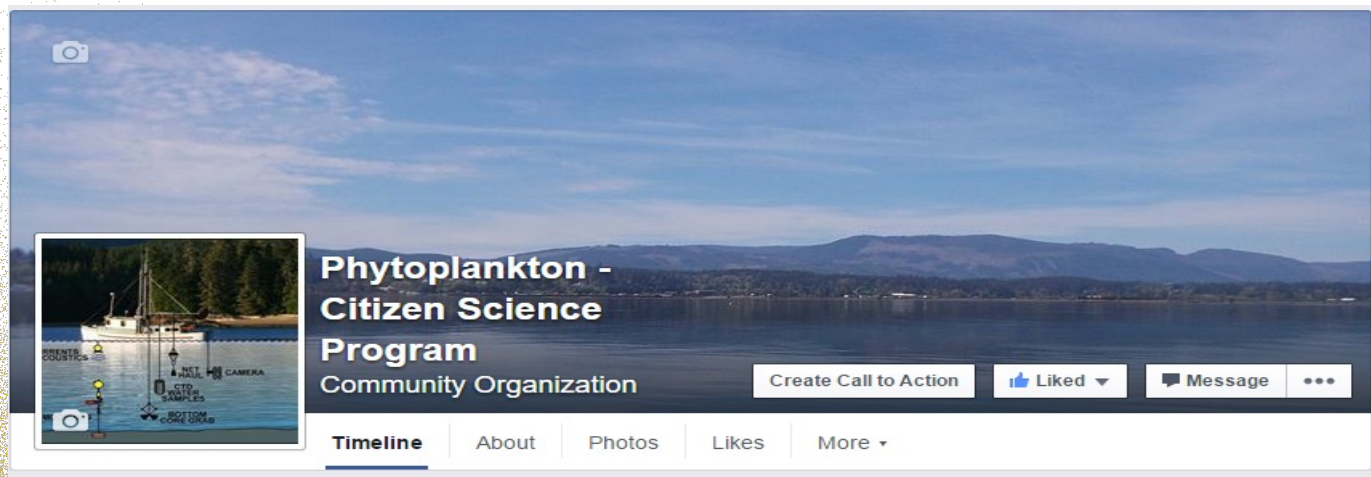 Phytoplankton -
Citizen Science
Program
Community Organization
Create Call to Action
Liked
Message
NET
HAUL
CAMERA
CTD
WATER
SAMPLES
BOTTOM
CORE GRAB
Timeline
About
Photos
Likes
More